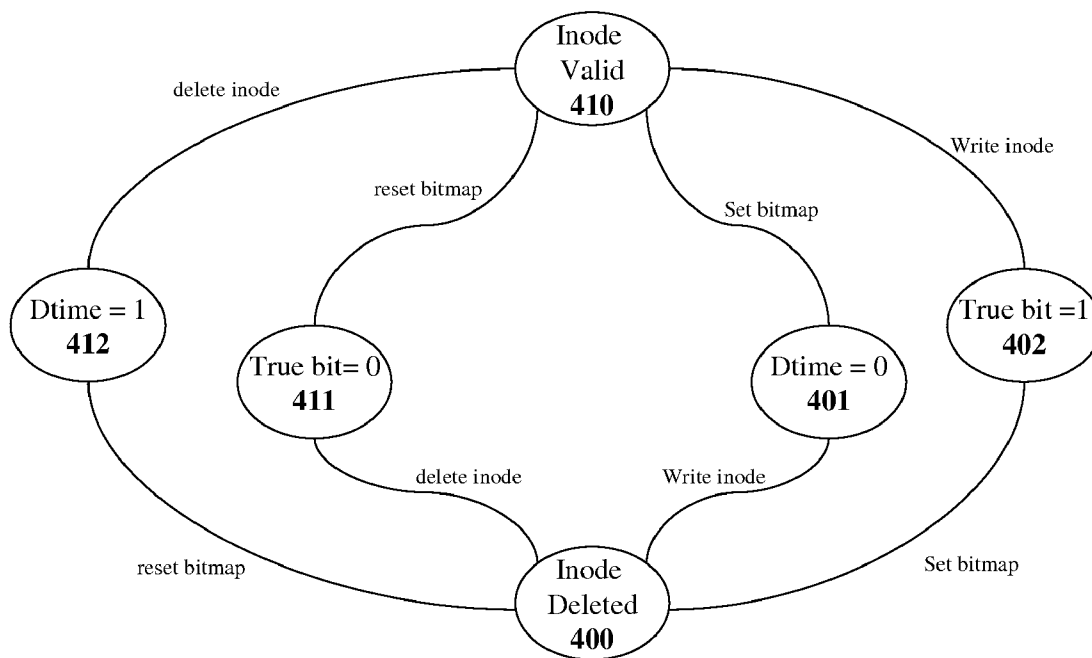 Inode
Valid
410
delete inode
Write inode
reset bitmap
Set bitmap
Dtime = 1
412
True bit= 0
411
Dtime = 0
401
True bit =1
402
delete inode
Write inode
reset bitmap
Set bitmap
Inode
Deleted
400